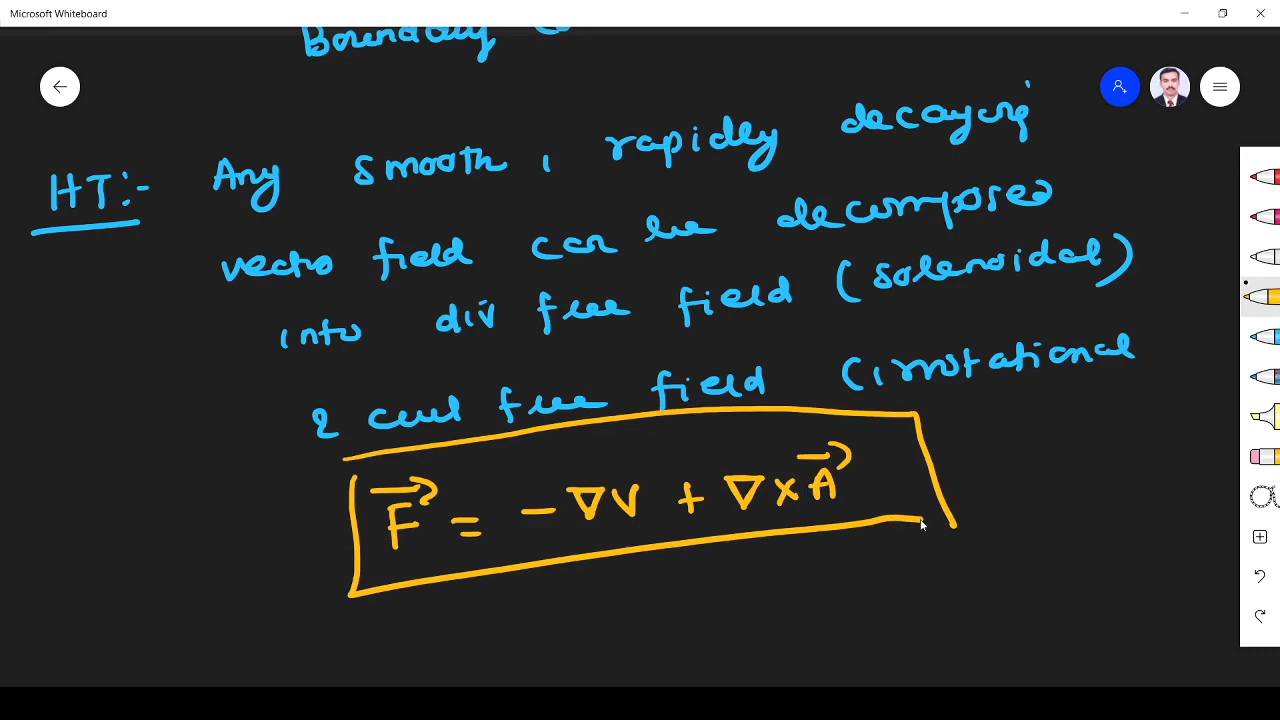 Microsoft Whiteboard
Boundary
HT:- Any smooth, rapidly decaying
vector field can be decomposed
into div free field (solenoidal)
& curl free field (irrotational
F⃗ = - ∇V + ∇×A⃗